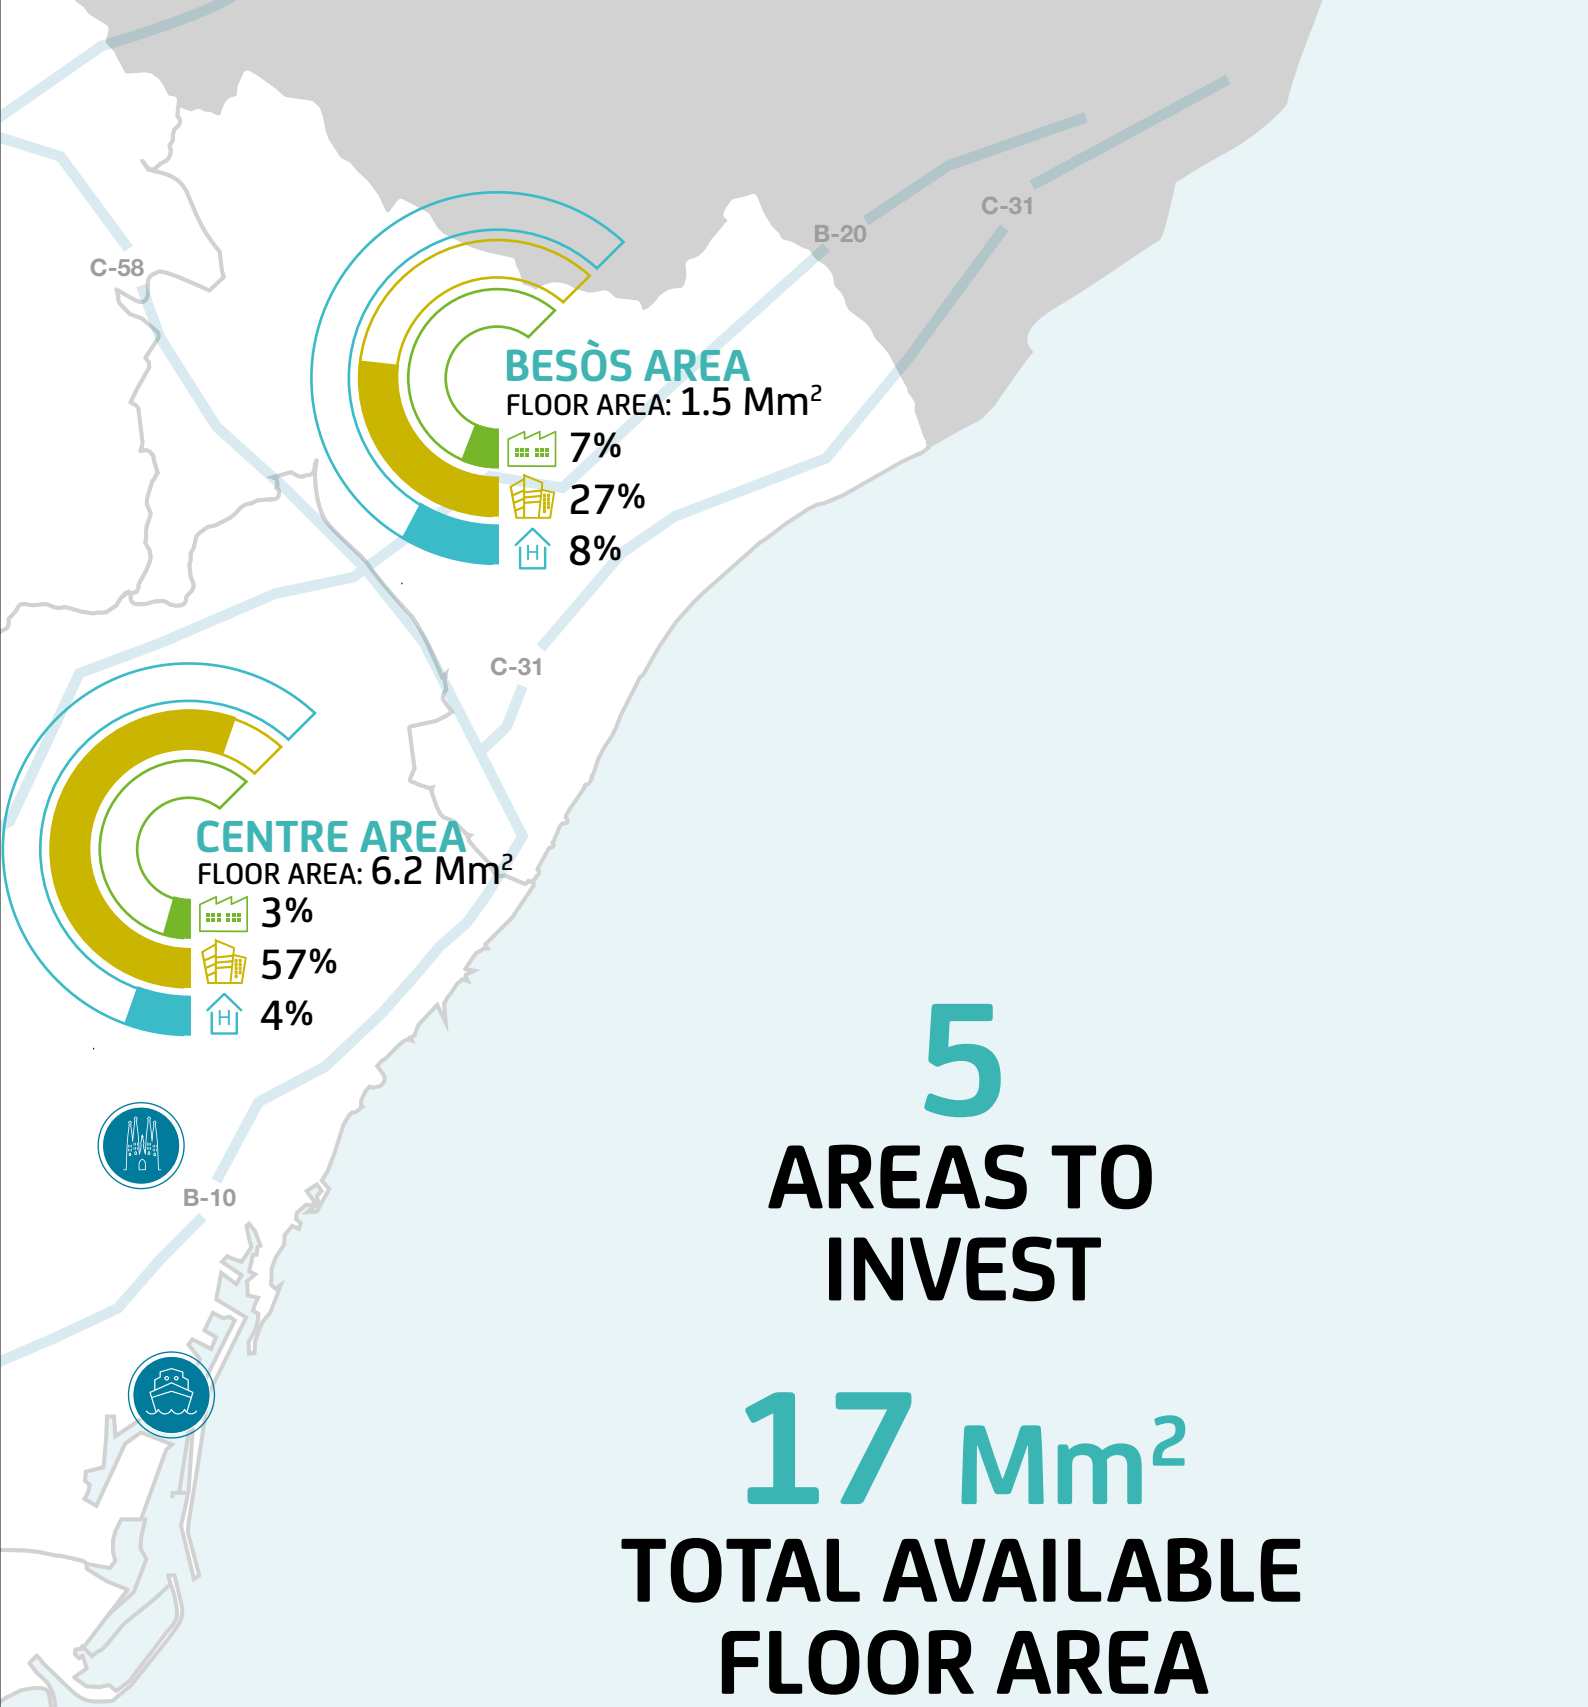 C-31
B-20
C-58
BESÒS AREA
FLOOR AREA: 1.5 Mm²
7%
27%
H
8%
C-31
CENTRE AREA
FLOOR AREA: 6.2 Mm²
3%
57%
H
4%
B-10
5
AREAS TO
INVEST
17 Mm²
TOTAL AVAILABLE
FLOOR AREA